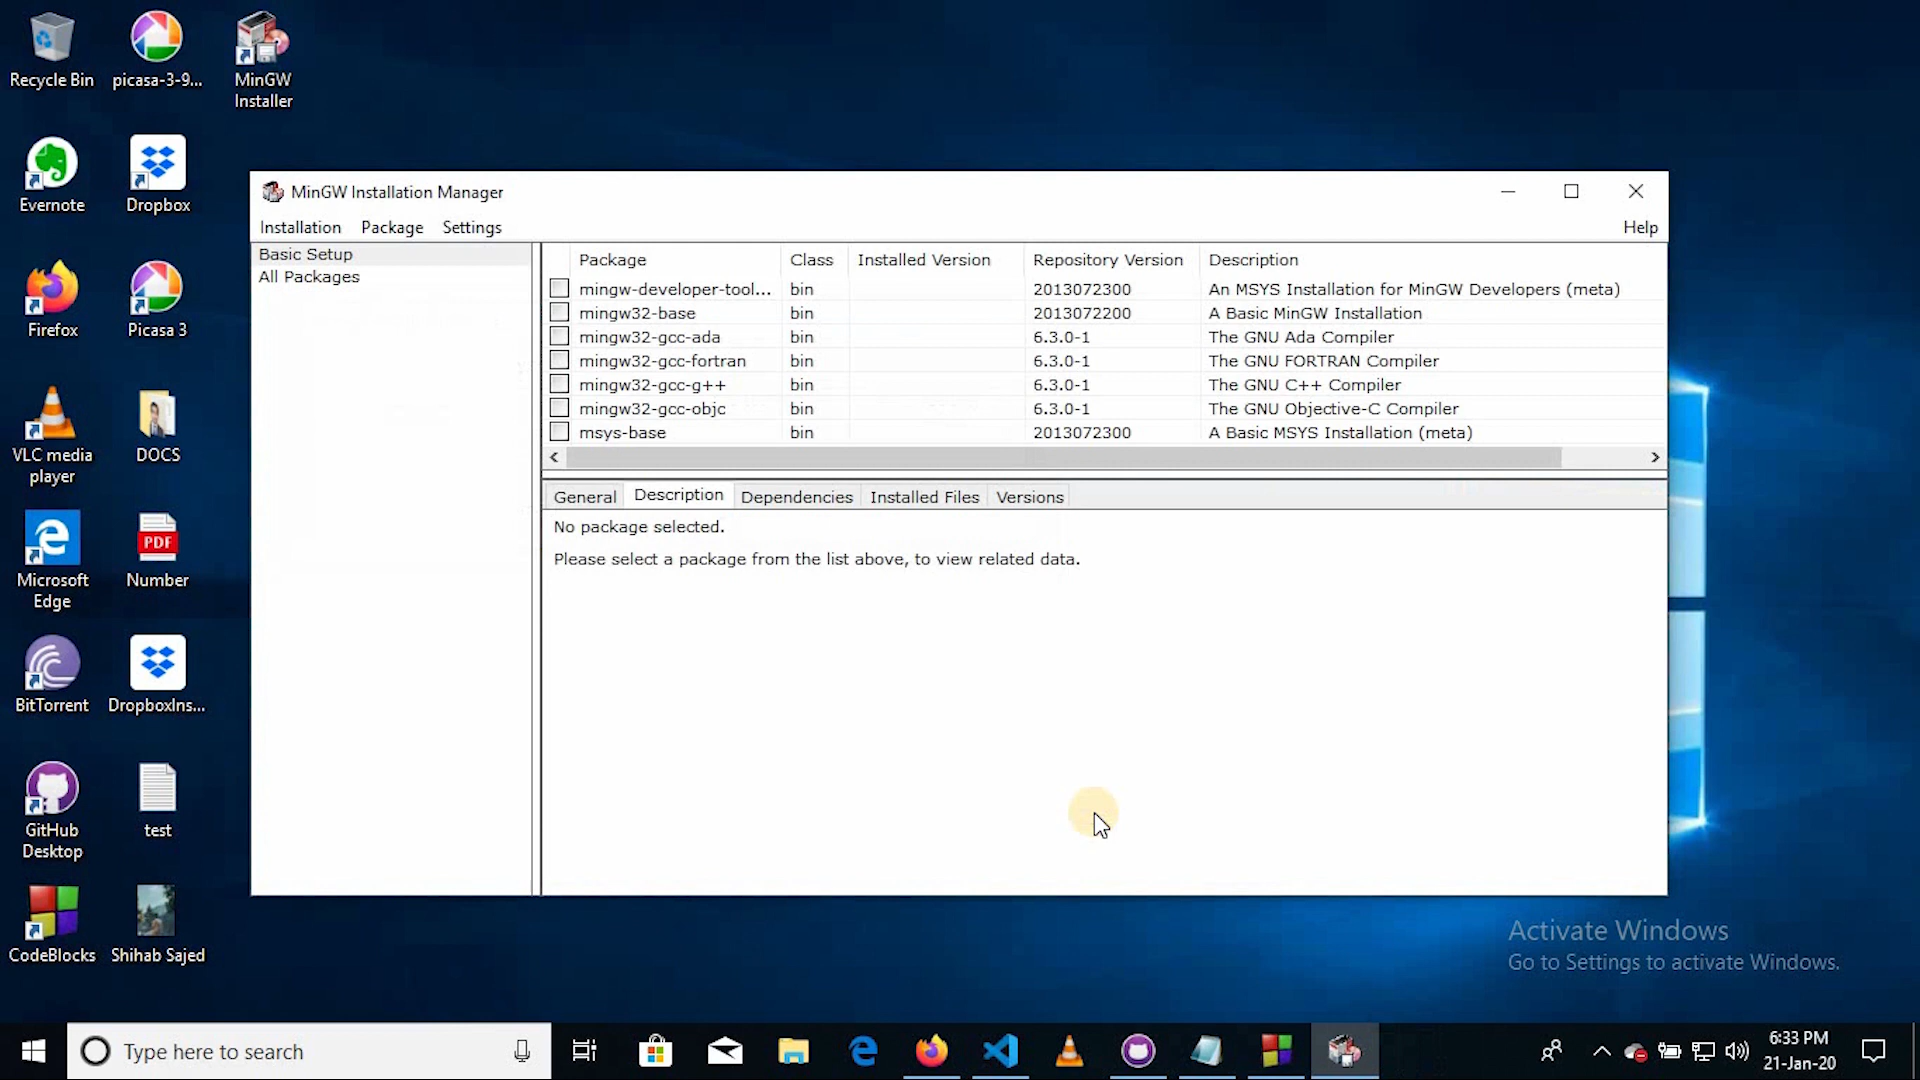 Recycle Bin
picasa-3-9...
MinGW
Installer
Evernote
Dropbox
Firefox
Picasa 3
VLC media
player
DOCS
Microsoft
Edge
PDF
Number
BitTorrent
DropboxIns...
GitHub
Desktop
test
CodeBlocks
Shihab Sajed
MinGW Installation Manager
Installation Package Settings Help
Basic Setup
All Packages
Package Class Installed Version Repository Version Description
mingw-developer-tool... bin 2013072300 An MSYS Installation for MinGW Developers (meta)
mingw32-base bin 2013072200 A Basic MinGW Installation
mingw32-gcc-ada bin 6.3.0-1 The GNU Ada Compiler
mingw32-gcc-fortran bin 6.3.0-1 The GNU FORTRAN Compiler
mingw32-gcc-g++ bin 6.3.0-1 The GNU C++ Compiler
mingw32-gcc-objc bin 6.3.0-1 The GNU Objective-C Compiler
msys-base bin 2013072300 A Basic MSYS Installation (meta)
General Description Dependencies Installed Files Versions
No package selected.
Please select a package from the list above, to view related data.
Activate Windows
Go to Settings to activate Windows.
Type here to search
6:33 PM
21-Jan-20